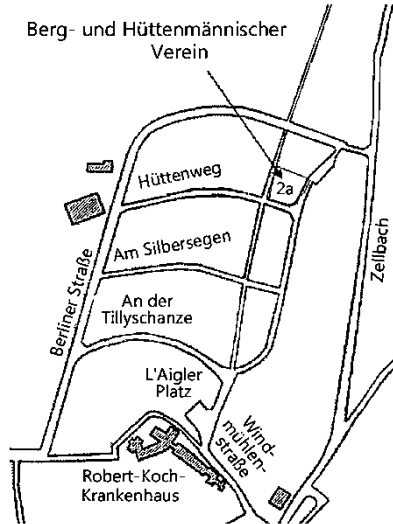 Berg- und Hüttenmännischer
Verein
2a
Hüttenweg
Am Silbersegen
An der
Tillyschanze
Berliner Straße
Zellbach
L'Aigler
Platz
Wind-
mühlen-
straße
Robert-Koch-
Krankenhaus